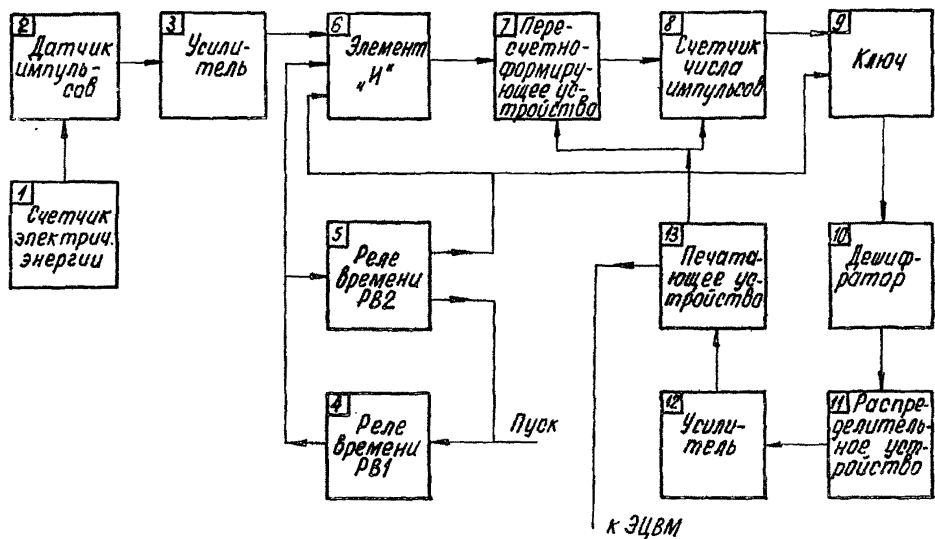 2
Датчик
импуль-
сов
3
Усили-
тель
6
Элемент
„И“
7
Пере-
счетно-
формирую-
щее ус-
тройство
8
Счетчик
числа
импульсов
9
Ключ
1
Счетчик
электрич.
энергии
5
Реле
времени
РВ2
13
Печата-
ющее ус-
тройство
10
Дешиф-
ратор
4
Реле
времени
РВ1
Пуск
12
Усили-
тель
11
Распре-
делитель-
ное уст-
ройство
к ЭЦВМ